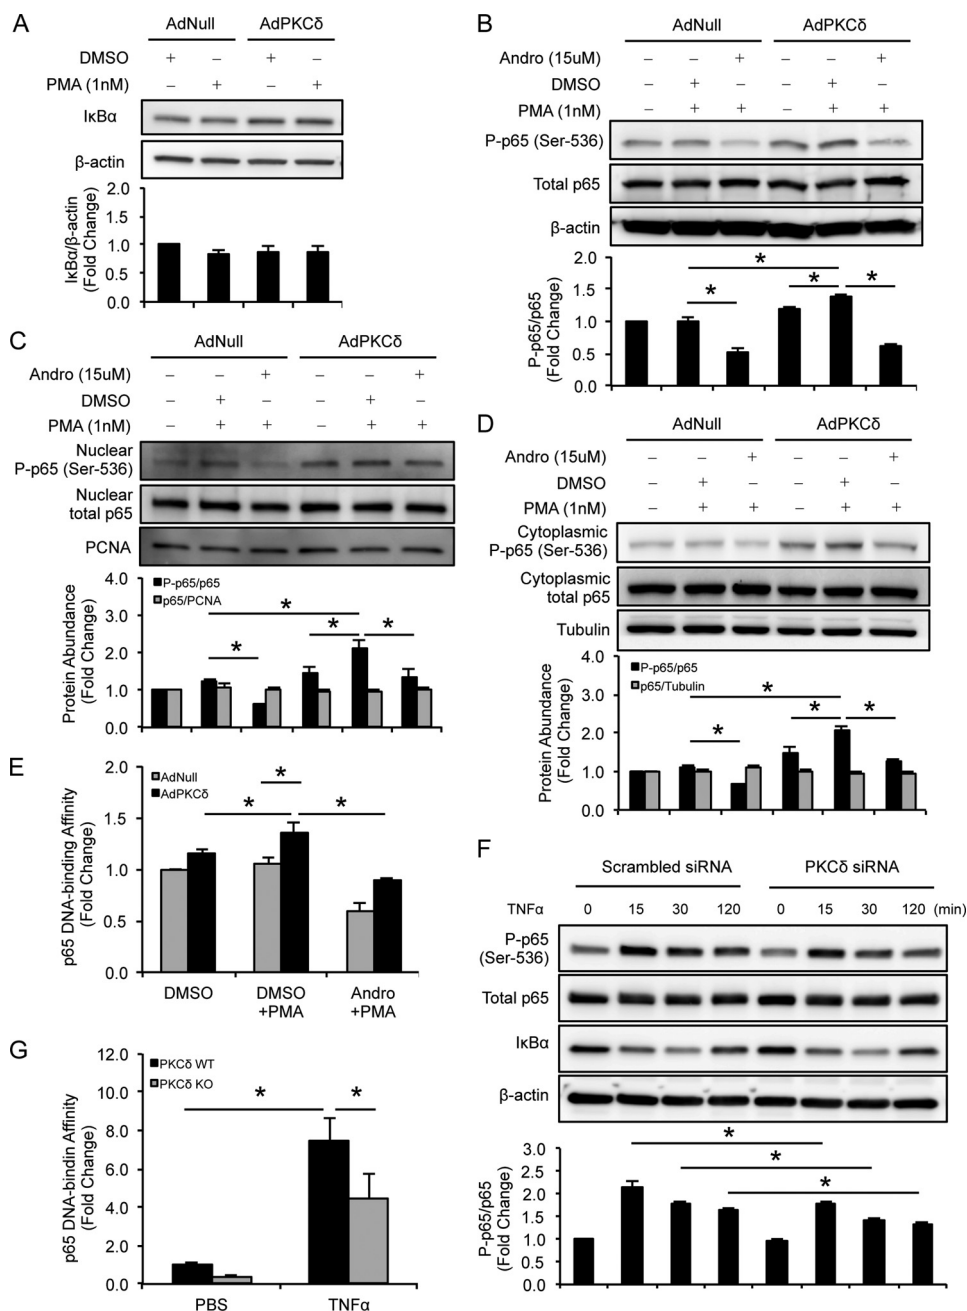 A
AdNull AdPKCδ
DMSO + – + –
PMA (1nM) – + – +
IκBα
β-actin
IκBα/β-actin
(Fold Change)
2.0
1.5
1.0
0.5
0.0
B
AdNull AdPKCδ
Andro (15uM) – – + – – +
DMSO – + – – + –
PMA (1nM) – + + – + +
P-p65 (Ser-536)
Total p65
β-actin
P-p65/p65
(Fold Change)
2.0
1.5
1.0
0.5
0.0
*
* * *
C
AdNull AdPKCδ
Andro (15uM) – – + – – +
DMSO – + – – + –
PMA (1nM) – + + – + +
Nuclear
P-p65 (Ser-536)
Nuclear
total p65
PCNA
Protein Abundance
(Fold Change)
4.0
3.0
2.0
1.0
0.0
P-p65/p65
p65/PCNA
*
* * *
D
AdNull AdPKCδ
Andro (15uM) – – + – – +
DMSO – + – – + –
PMA (1nM) – + + – + +
Cytoplasmic
P-p65 (Ser-536)
Cytoplasmic
total p65
Tubulin
Protein Abundance
(Fold Change)
4.0
3.0
2.0
1.0
0.0
P-p65/p65
p65/Tubulin
*
* * *
E
p65 DNA-binding Affinity
(Fold Change)
2.0
1.5
1.0
0.5
0.0
AdNull
AdPKCδ
*
* *
DMSO DMSO Andro
+PMA +PMA
F
Scrambled siRNA PKCδ siRNA
TNFα 0 15 30 120 0 15 30 120 (min)
P-p65
(Ser-536)
Total p65
IκBα
β-actin
P-p65/p65
(Fold Change)
3.0
2.5
2.0
1.5
1.0
0.5
0.0
*
*
*
G
p65 DNA-bindin Affinity
(Fold Change)
12.0
10.0
8.0
6.0
4.0
2.0
0.0
PKCδ WT
PKCδ KO
* *
PBS TNFα